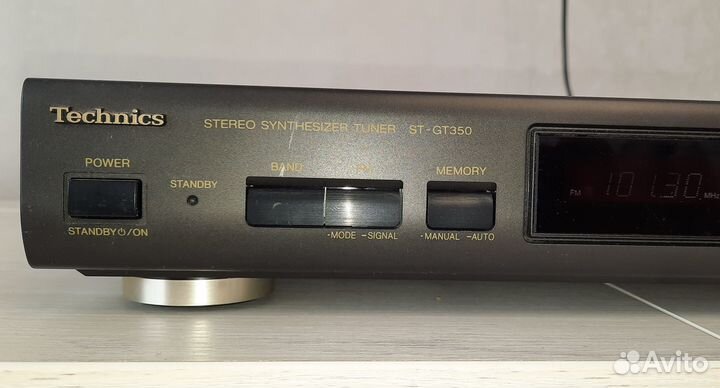 Technics
STEREO SYNTHESIZER TUNER ST-GT350
POWER
STANDBY
BAND
FM
MEMORY
STANDBY⏻/ON
-MODE -SIGNAL
-MANUAL -AUTO
FM 101.30 MHz
Avito